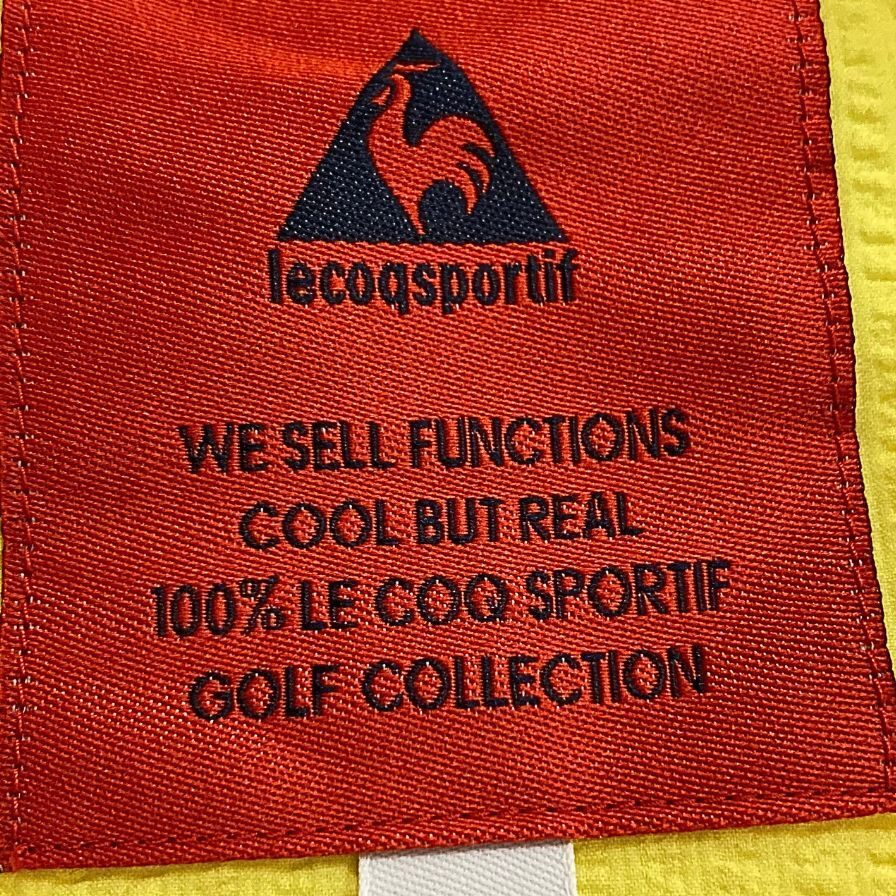 lecoqsportif
WE SELL FUNCTIONS
COOL BUT REAL
100% LE COQ SPORTIF
GOLF COLLECTION